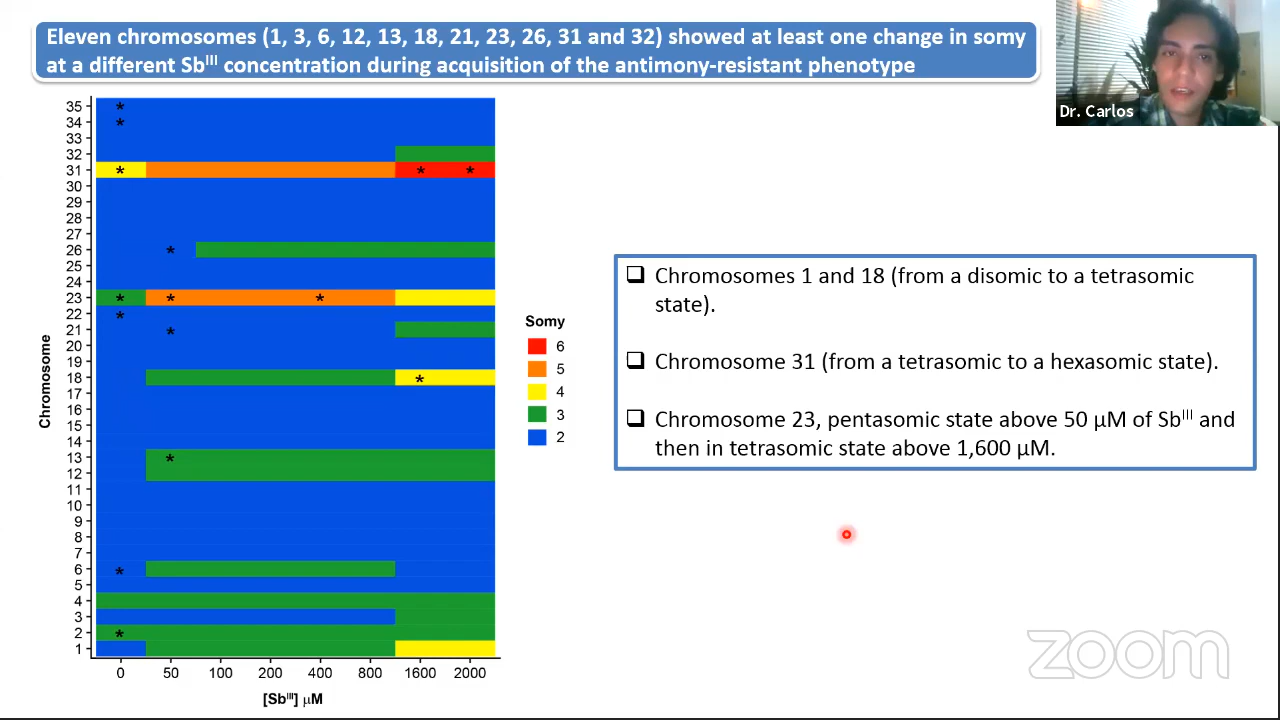 Eleven chromosomes (1, 3, 6, 12, 13, 18, 21, 23, 26, 31 and 32) showed at least one change in somy
at a different Sbᴵᴵᴵ concentration during acquisition of the antimony-resistant phenotype
Dr. Carlos
35 *
34 *
33
32
31 * * *
30
29
28
27
26 *
25
24
23 * * *
22 *
21 *
20
19
18 *
17
16
15
14
13 *
12
11
10
9
8
7
6 *
5
4
3
2 *
1
Chromosome
0 50 100 200 400 800 1600 2000
[Sbᴵᴵᴵ] μM
Somy
6
5
4
3
2
❑ Chromosomes 1 and 18 (from a disomic to a tetrasomic
state).
❑ Chromosome 31 (from a tetrasomic to a hexasomic state).
❑ Chromosome 23, pentasomic state above 50 μM of Sbᴵᴵᴵ and
then in tetrasomic state above 1,600 μM.
zoom